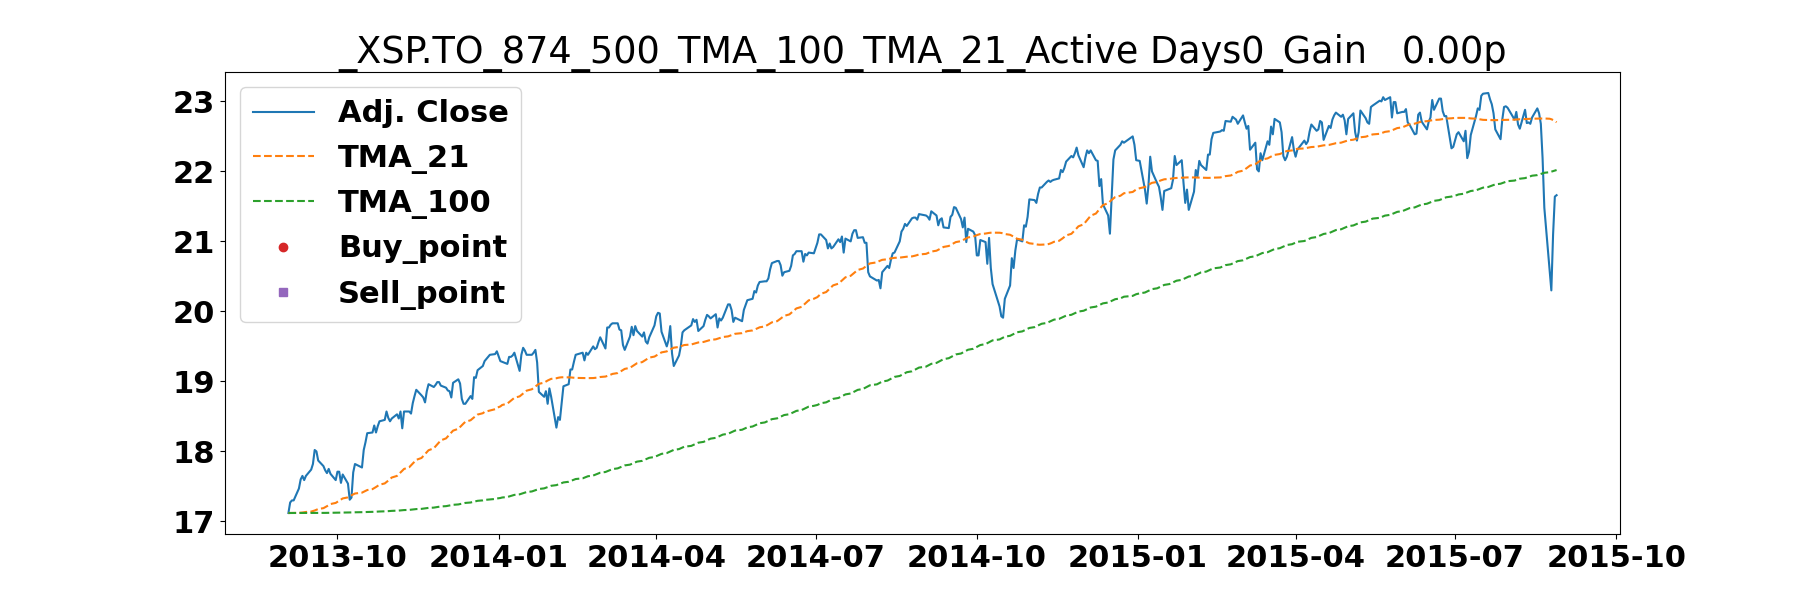 _XSP.TO_874_500_TMA_100_TMA_21_Active Days0_Gain   0.00p
Adj. Close
TMA_21
TMA_100
Buy_point
Sell_point
23
22
21
20
19
18
17
2013-10 2014-01 2014-04 2014-07 2014-10 2015-01 2015-04 2015-07 2015-10